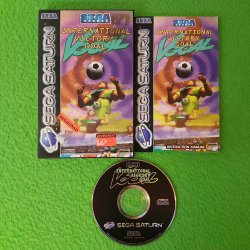 SEGA
INTERNATIONAL
VICTORY
GOAL
SEGA SATURN
SEGA
INTERNATIONAL
VICTORY
GOAL
SEGA SATURN
INSTRUCTION MANUAL
SEGA
INTERNATIONAL
VICTORY
GOAL
SEGA SATURN